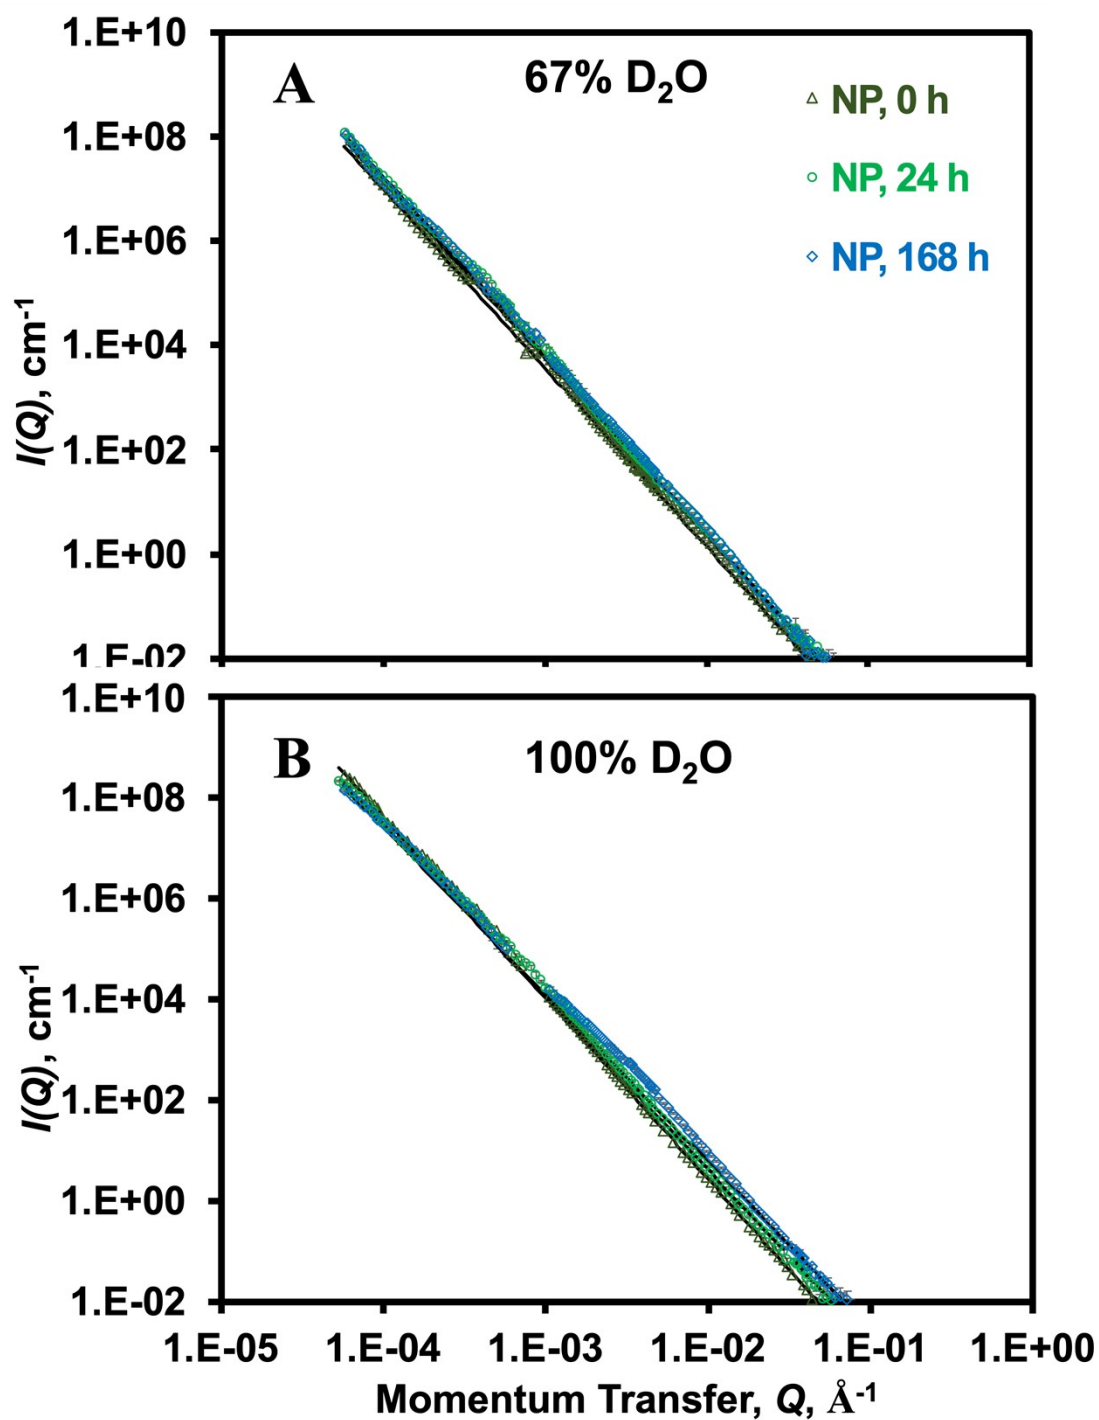 1.E+10
A
67% D₂O
NP, 0 h
1.E+08
NP, 24 h
1.E+06
NP, 168 h
1.E+04
I(Q), cm⁻¹
1.E+02
1.E+00
1.E-02
1.E+10
B
100% D₂O
1.E+08
1.E+06
1.E+04
I(Q), cm⁻¹
1.E+02
1.E+00
1.E-02
1.E-05 1.E-04 1.E-03 1.E-02 1.E-01 1.E+00
Momentum Transfer, Q, Å⁻¹